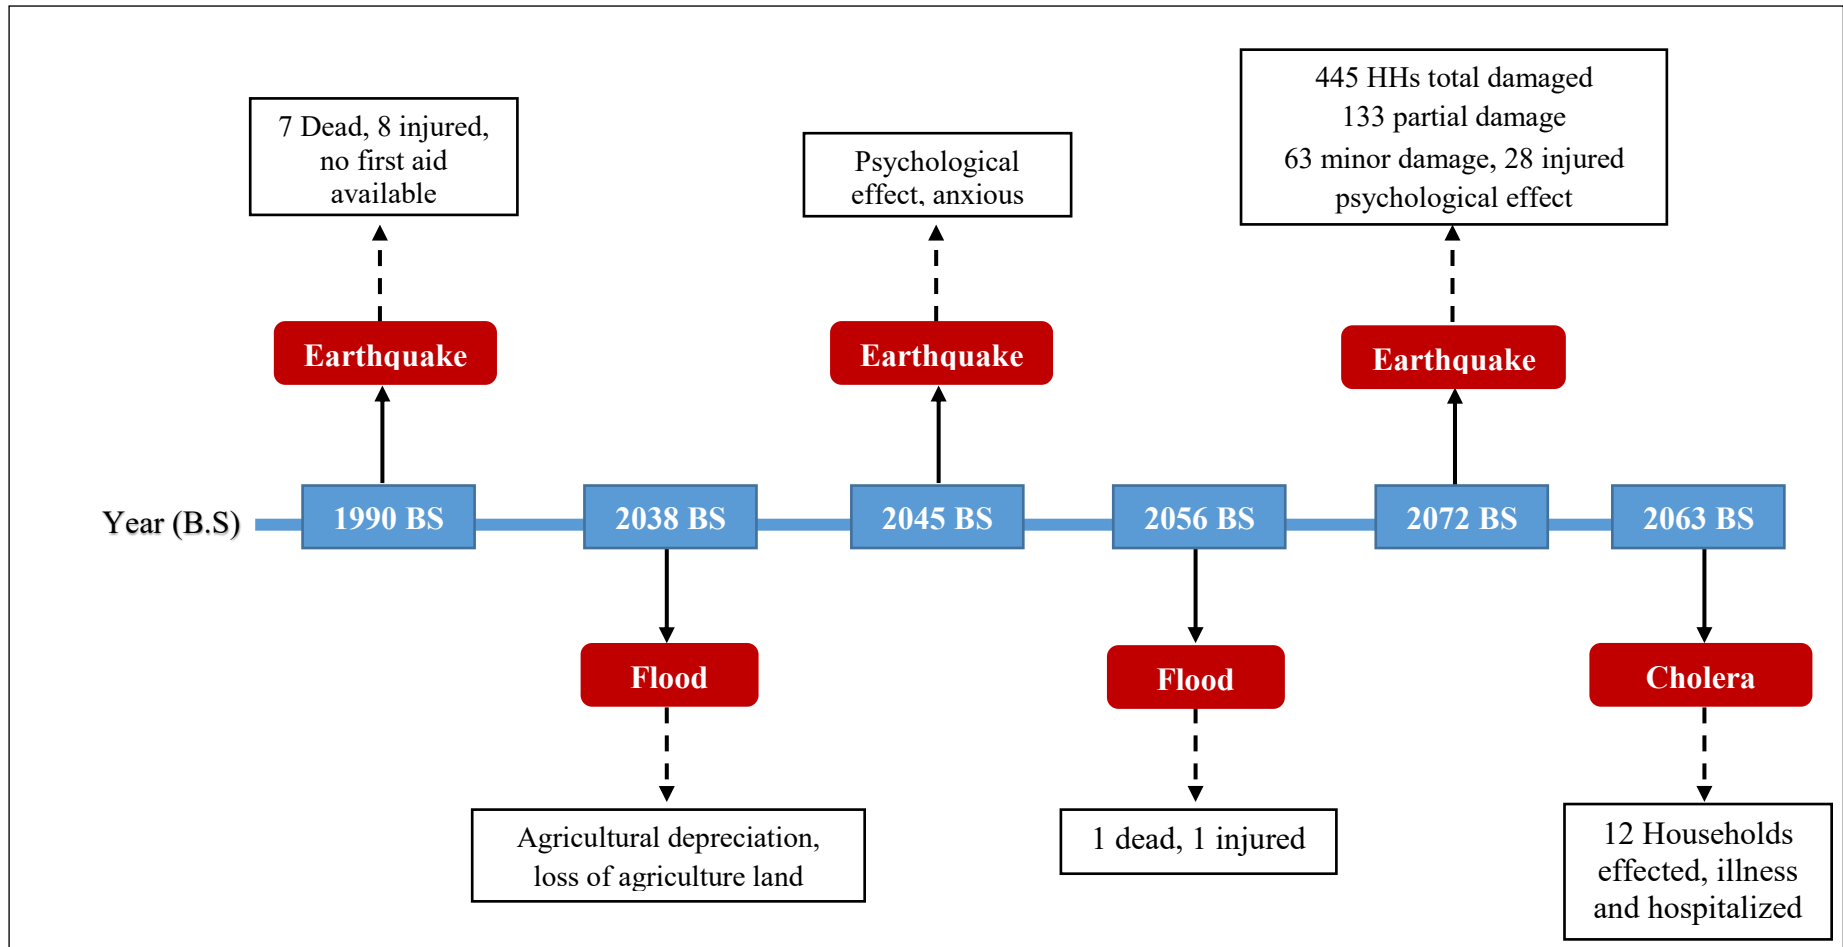 7 Dead, 8 injured,
no first aid
available
Psychological
effect, anxious
445 HHs total damaged
133 partial damage
63 minor damage, 28 injured
psychological effect
Earthquake
Earthquake
Earthquake
Year (B.S)
1990 BS
2038 BS
2045 BS
2056 BS
2072 BS
2063 BS
Flood
Flood
Cholera
Agricultural depreciation,
loss of agriculture land
1 dead, 1 injured
12 Households
effected, illness
and hospitalized